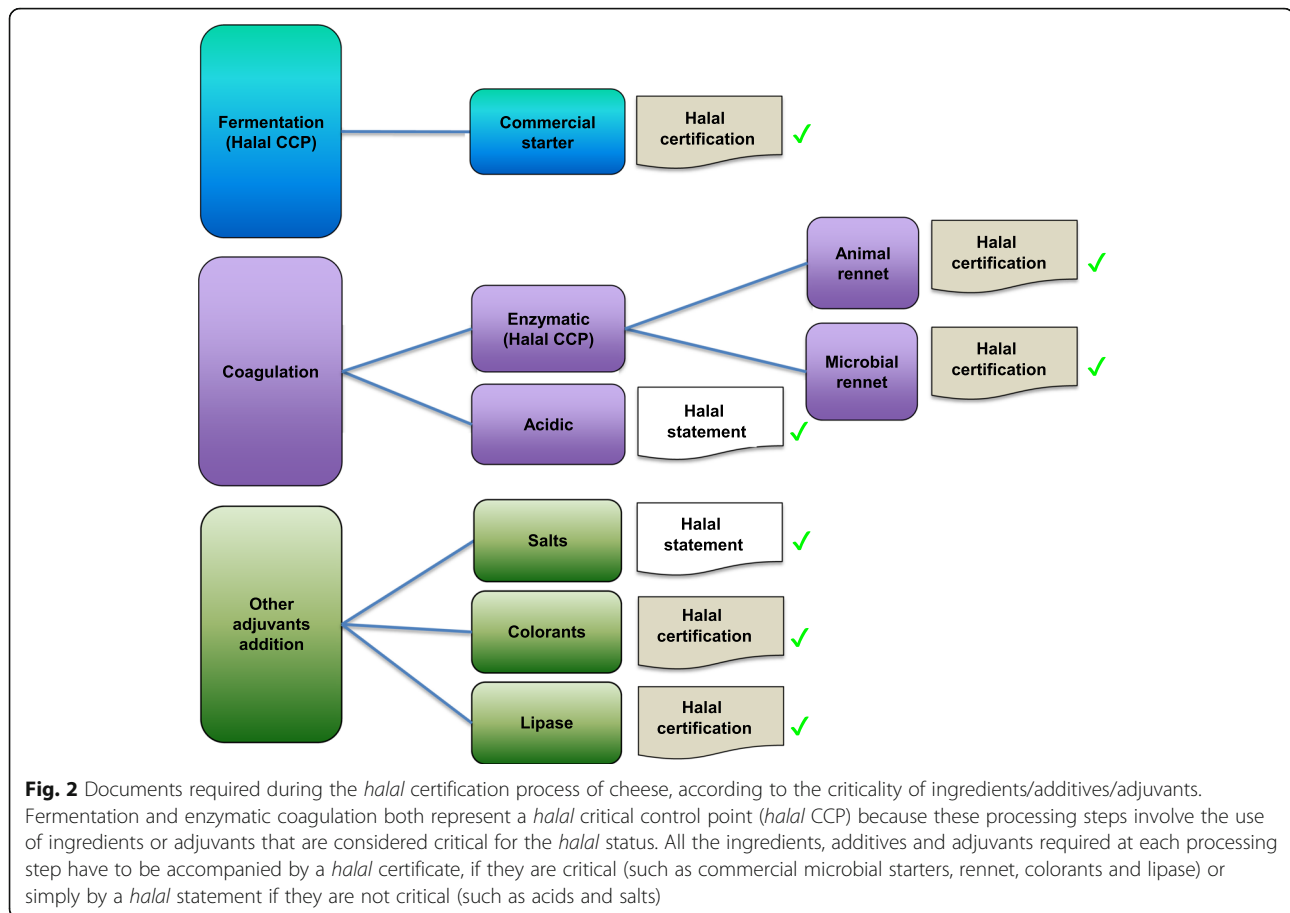 Fermentation
(Halal CCP)
Commercial
starter
Halal
certification
✓
Coagulation
Enzymatic
(Halal CCP)
Animal
rennet
Halal
certification
✓
Microbial
rennet
Halal
certification
✓
Acidic
Halal
statement
✓
Other
adjuvants
addition
Salts
Halal
statement
✓
Colorants
Halal
certification
✓
Lipase
Halal
certification
✓
Fig. 2 Documents required during the halal certification process of cheese, according to the criticality of ingredients/additives/adjuvants.
Fermentation and enzymatic coagulation both represent a halal critical control point (halal CCP) because these processing steps involve the use
of ingredients or adjuvants that are considered critical for the halal status. All the ingredients, additives and adjuvants required at each processing
step have to be accompanied by a halal certificate, if they are critical (such as commercial microbial starters, rennet, colorants and lipase) or
simply by a halal statement if they are not critical (such as acids and salts)